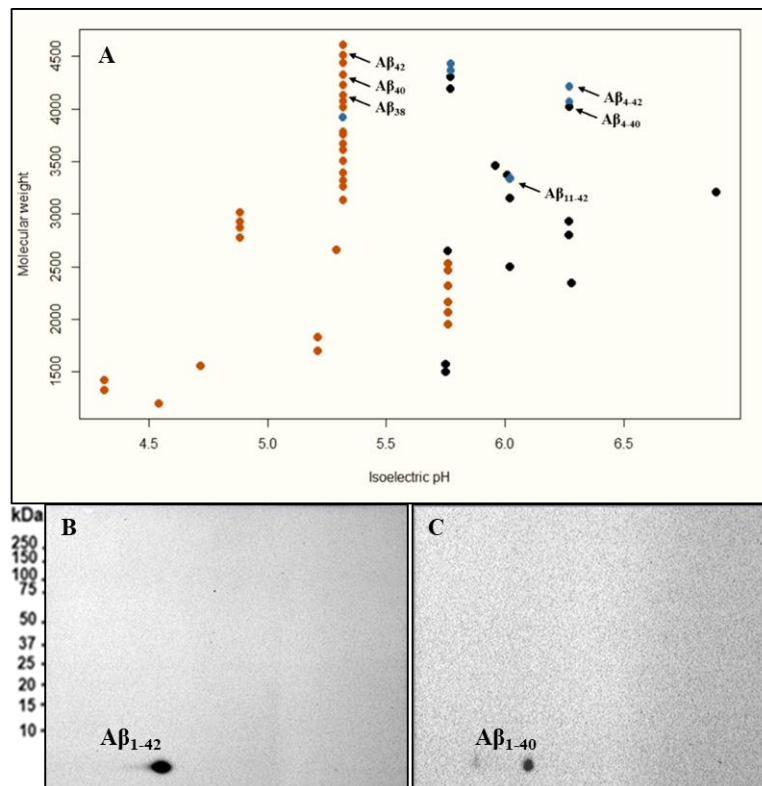 A
Aβ42
Aβ40
Aβ38
Aβ4-42
Aβ4-40
Aβ11-42
Molecular weight
4500
4000
3500
3000
2500
2000
1500
4.5 5.0 5.5 6.0 6.5
Isoelectric pH
kDa
250
150
100
75
50
37
25
20
15
10
B
Aβ1-42
C
Aβ1-40